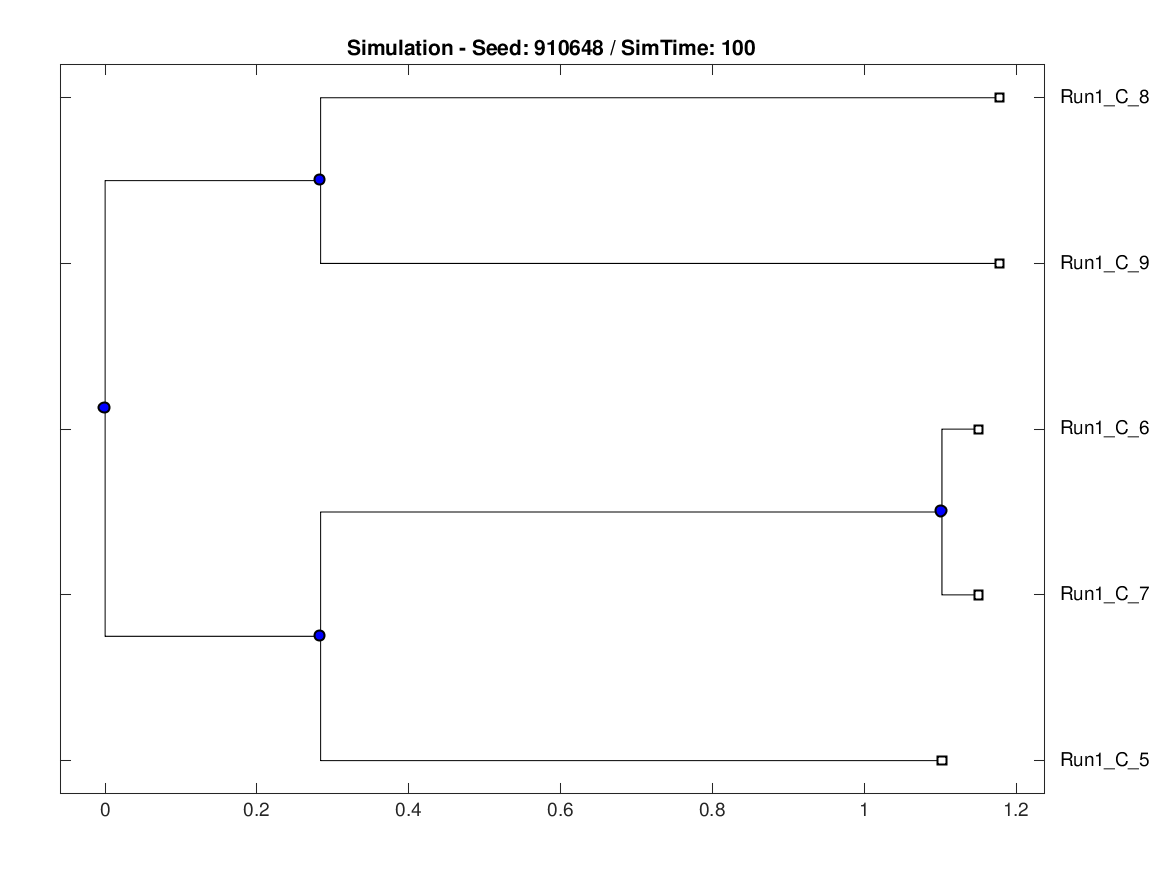 Simulation - Seed: 910648 / SimTime: 100
Run1_C_8
Run1_C_9
Run1_C_6
Run1_C_7
Run1_C_5
0 0.2 0.4 0.6 0.8 1 1.2